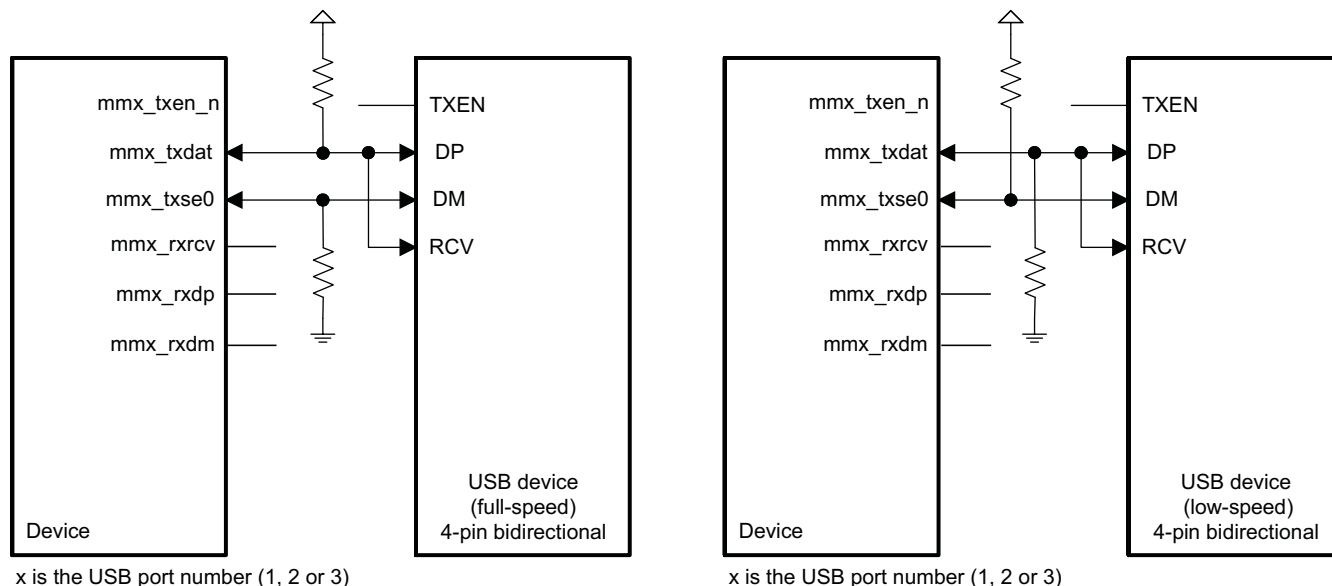 mmx_txen_n
mmx_txdat
mmx_txse0
mmx_rxrcv
mmx_rxdp
mmx_rxdm
Device
TXEN
DP
DM
RCV
USB device
(full-speed)
4-pin bidirectional
x is the USB port number (1, 2 or 3)
mmx_txen_n
mmx_txdat
mmx_txse0
mmx_rxrcv
mmx_rxdp
mmx_rxdm
Device
TXEN
DP
DM
RCV
USB device
(low-speed)
4-pin bidirectional
x is the USB port number (1, 2 or 3)